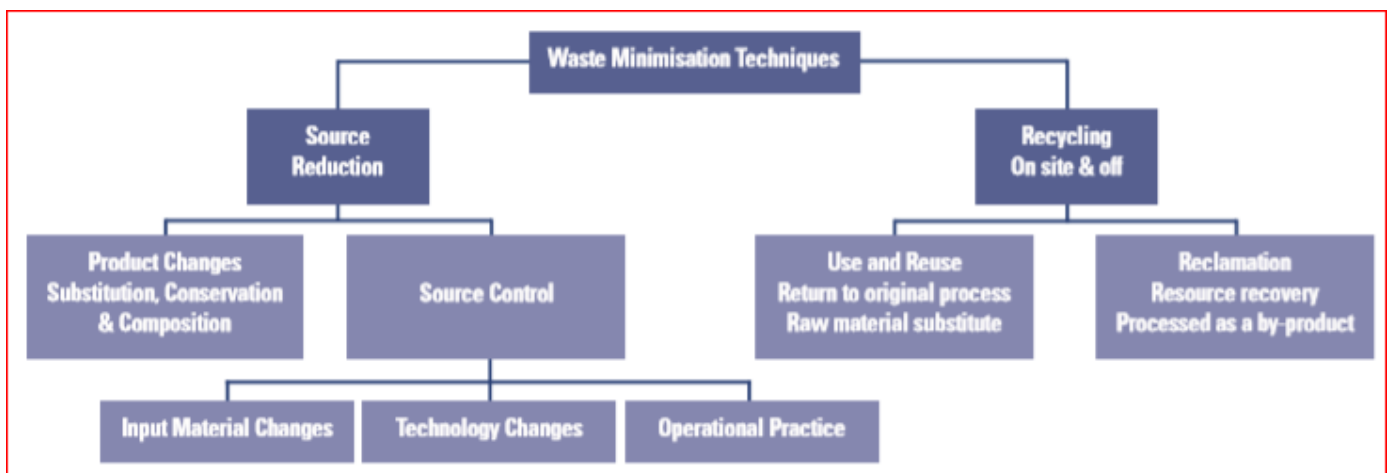 Waste Minimisation Techniques
Source
Reduction
Recycling
On site & off
Product Changes
Substitution, Conservation
& Composition
Source Control
Use and Reuse
Return to original process
Raw material substitute
Reclamation
Resource recovery
Processed as a by-product
Input Material Changes
Technology Changes
Operational Practice